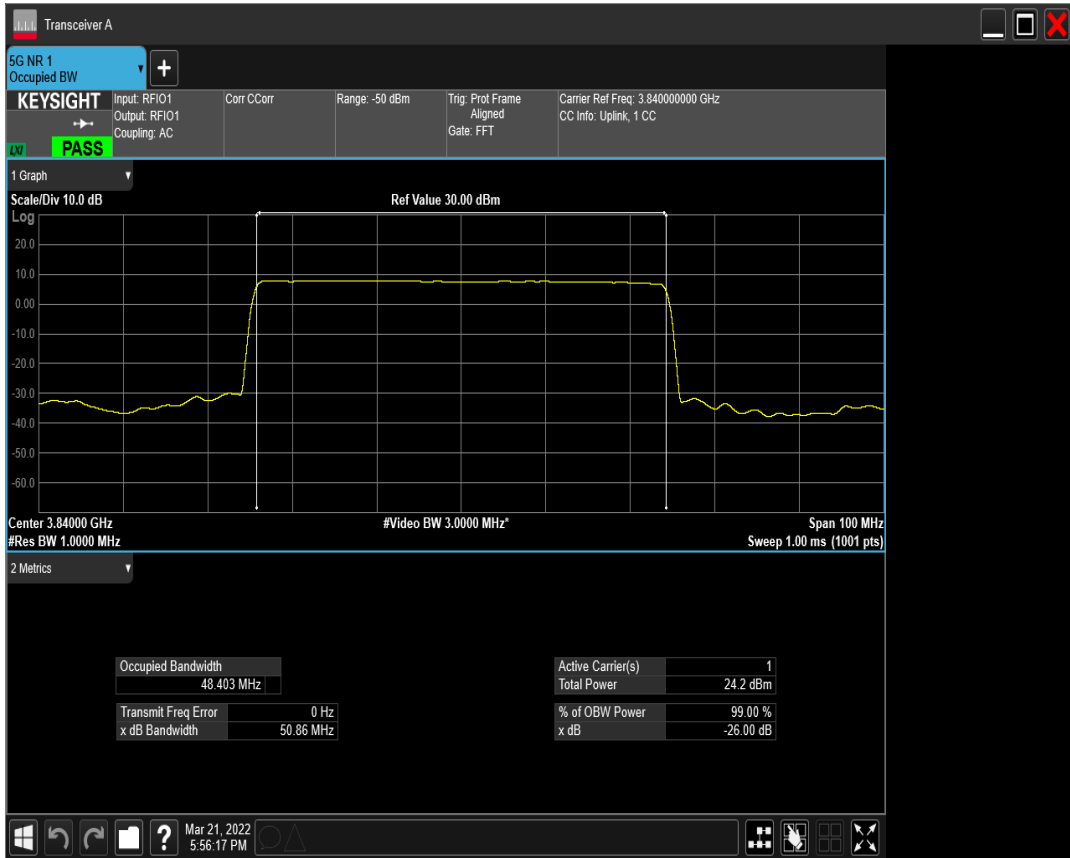 Transceiver A
5G NR 1
Occupied BW
+
KEYSIGHT
Input: RFIO1
Output: RFIO1
Coupling: AC
Corr CCorr
Range: -50 dBm
Trig: Prot Frame
Aligned
Gate: FFT
Carrier Ref Freq: 3.840000000 GHz
CC Info: Uplink, 1 CC
LXI
PASS
1 Graph
Scale/Div 10.0 dB
Ref Value 30.00 dBm
Log
20.0
10.0
0.00
-10.0
-20.0
-30.0
-40.0
-50.0
-60.0
Center 3.84000 GHz
#Video BW 3.0000 MHz*
Span 100 MHz
#Res BW 1.0000 MHz
Sweep 1.00 ms (1001 pts)
2 Metrics
Occupied Bandwidth
48.403 MHz
Transmit Freq Error 0 Hz
x dB Bandwidth 50.86 MHz
Active Carrier(s) 1
Total Power 24.2 dBm
% of OBW Power 99.00 %
x dB -26.00 dB
?
Mar 21, 2022
5:56:17 PM